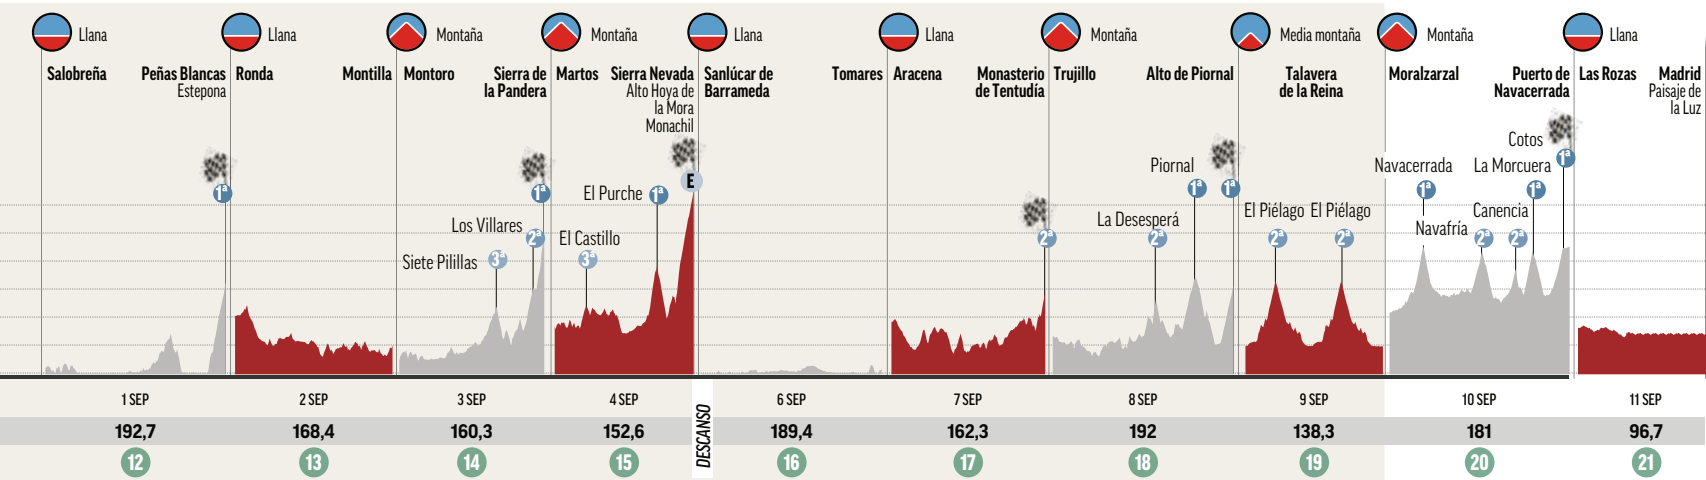 Llana
Llana
Montaña
Montaña
Llana
Llana
Montaña
Media montaña
Montaña
Llana
Salobreña
Peñas Blancas
Estepona
Ronda
Montilla
Montoro
Sierra de
la Pandera
Martos
Sierra Nevada
Alto Hoya de
la Mora
Monachil
Sanlúcar de
Barrameda
Tomares
Aracena
Monasterio
de Tentudía
Trujillo
Alto de Piornal
Talavera
de la Reina
Moralzarzal
Puerto de
Navacerrada
Las Rozas
Madrid
Paisaje de
la Luz
1ª
Siete Pilillas
3ª
Los Villares
2ª
1ª
El Castillo
3ª
El Purche
1ª
E
2ª
La Desesperá
2ª
Piornal
1ª
1ª
El Piélago
2ª
El Piélago
2ª
Navacerrada
1ª
Navafría
2ª
Canencia
2ª
La Morcuera
1ª
Cotos
1ª
1 SEP
2 SEP
3 SEP
4 SEP
6 SEP
7 SEP
8 SEP
9 SEP
10 SEP
11 SEP
192,7
168,4
160,3
152,6
DESCANSO
189,4
162,3
192
138,3
181
96,7
12
13
14
15
16
17
18
19
20
21